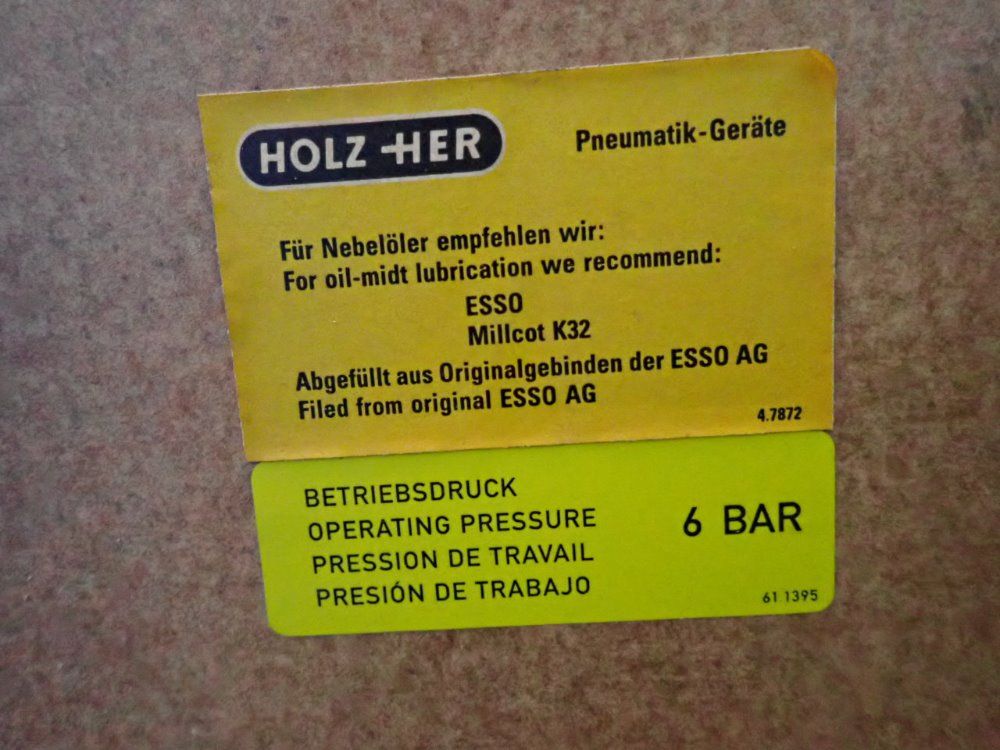 HOLZ-HER
Pneumatik-Geräte
Für Nebelöler empfehlen wir:
For oil-midt lubrication we recommend:
ESSO
Millcot K32
Abgefüllt aus Originalgebinden der ESSO AG
Filed from original ESSO AG
4.7872
BETRIEBSDRUCK
OPERATING PRESSURE
PRESSION DE TRAVAIL
PRESIÓN DE TRABAJO
6 BAR
61 1395